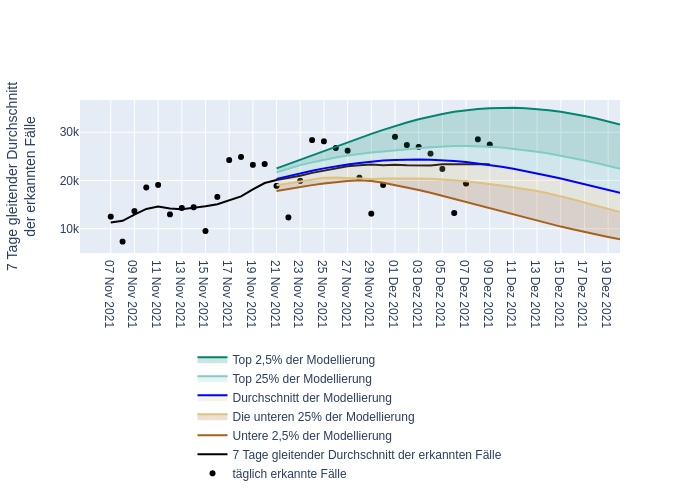 7 Tage gleitender Durchschnitt
der erkannten Fälle
30k
20k
10k
07 Nov 2021
09 Nov 2021
11 Nov 2021
13 Nov 2021
15 Nov 2021
17 Nov 2021
19 Nov 2021
21 Nov 2021
23 Nov 2021
25 Nov 2021
27 Nov 2021
29 Nov 2021
01 Dez 2021
03 Dez 2021
05 Dez 2021
07 Dez 2021
09 Dez 2021
11 Dez 2021
13 Dez 2021
15 Dez 2021
17 Dez 2021
19 Dez 2021
Top 2,5% der Modellierung
Top 25% der Modellierung
Durchschnitt der Modellierung
Die unteren 25% der Modellierung
Untere 2,5% der Modellierung
7 Tage gleitender Durchschnitt der erkannten Fälle
täglich erkannte Fälle